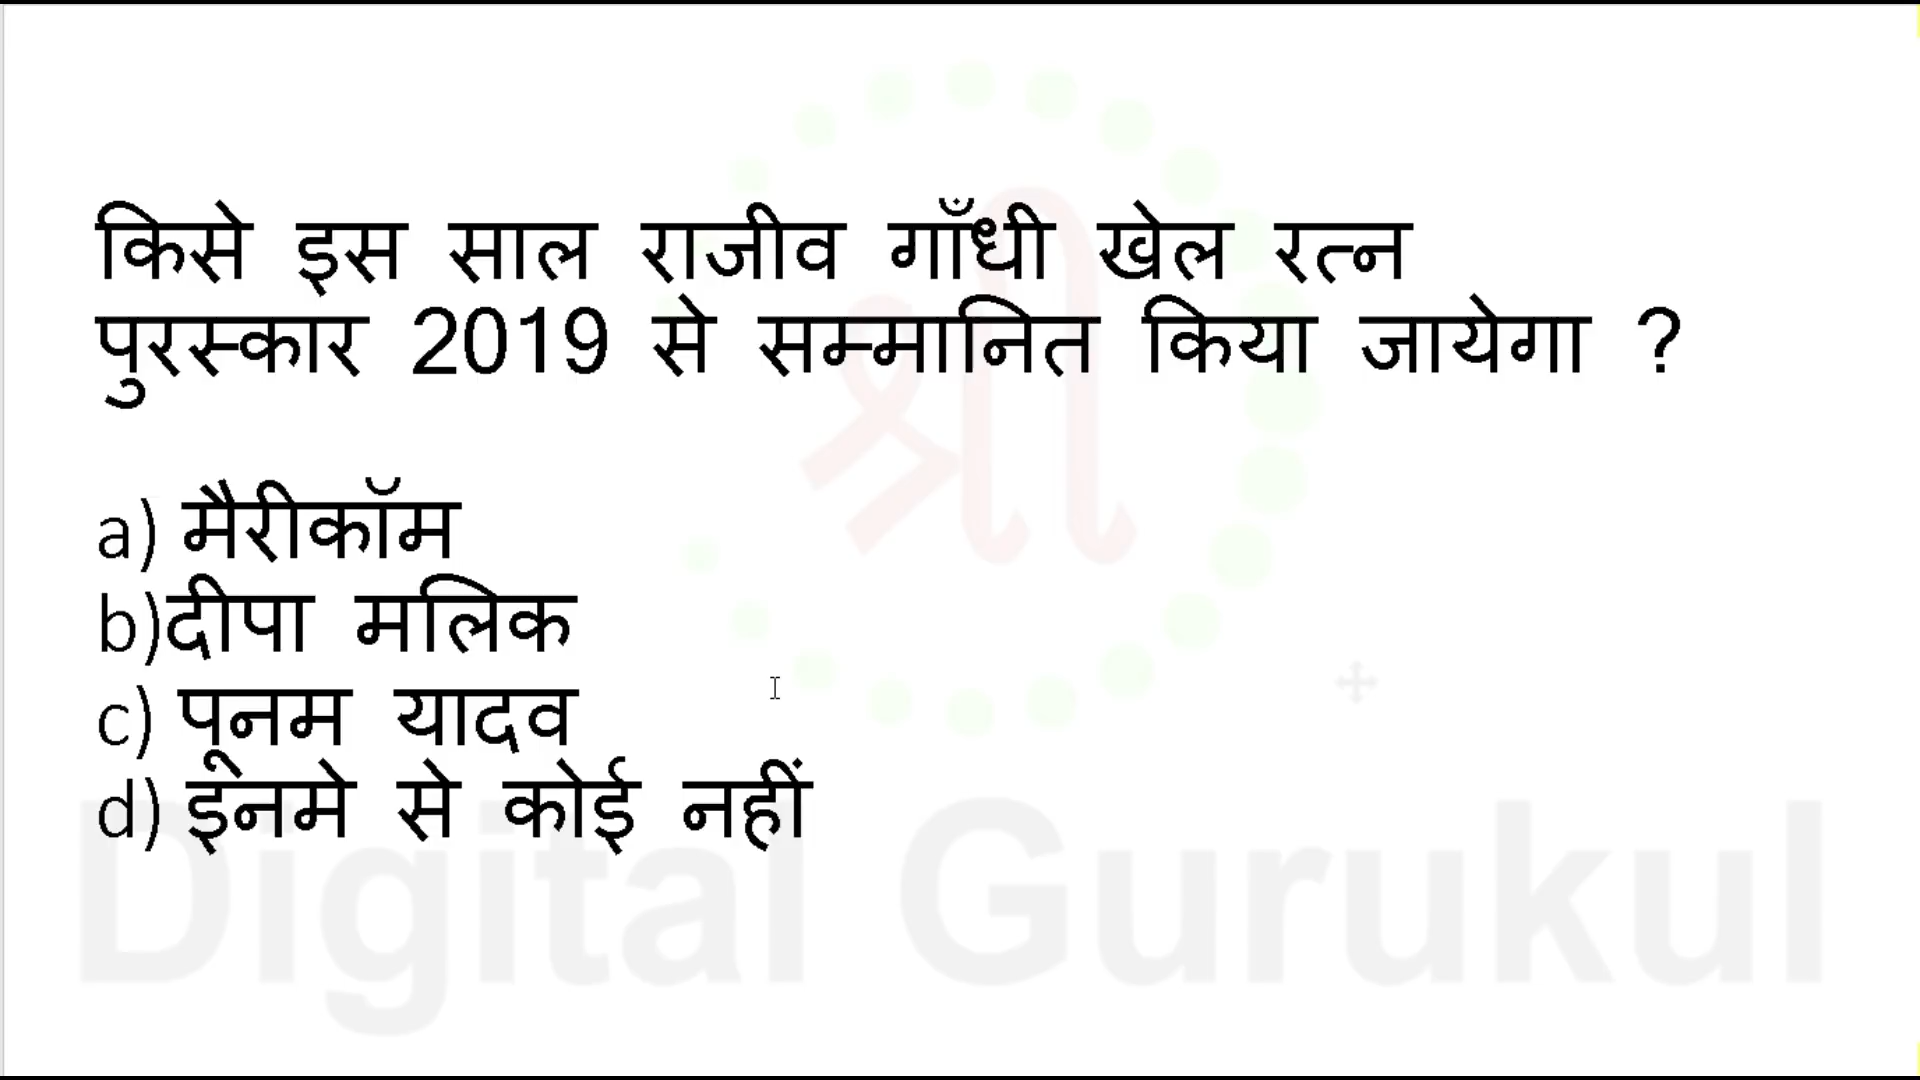 किसे इस साल राजीव गाँधी खेल रत्न
पुरस्कार 2019 से सम्मानित किया जायेगा ?
a) मैरीकॉम
b)दीपा मलिक
c) पूनम यादव
d) इनमे से कोई नहीं
श्री
Digital Gurukul